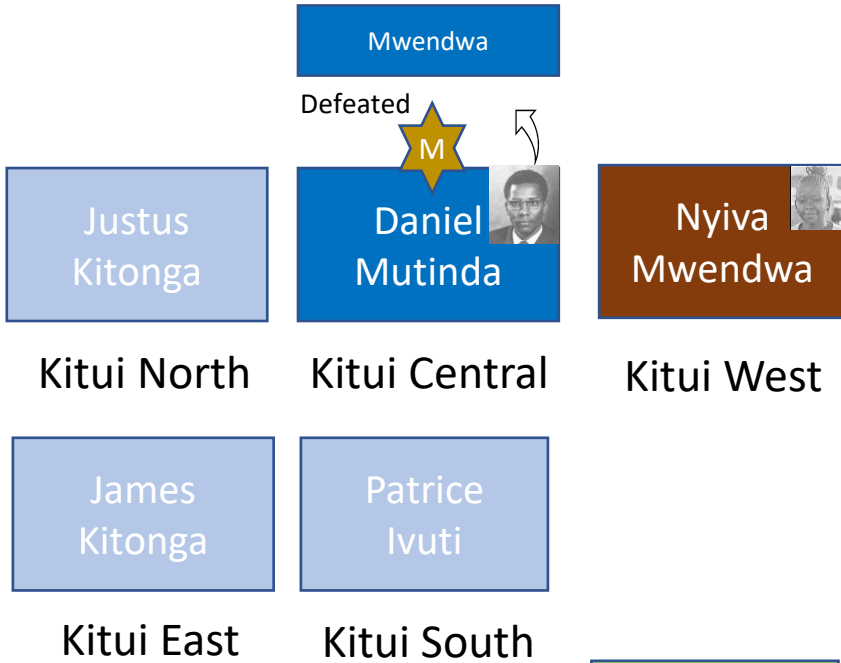 Mwendwa
Defeated
M
Justus
Kitonga
Daniel
Mutinda
Nyiva
Mwendwa
Kitui North
Kitui Central
Kitui West
James
Kitonga
Patrice
Ivuti
Kitui East
Kitui South